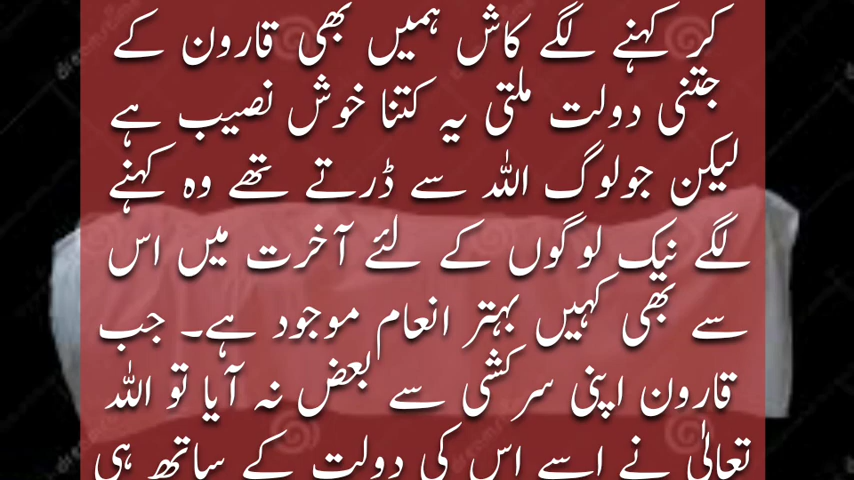 کر کہنے لگے کاش ہمیں بھی قارون کے
جتنی دولت ملتی یہ کتنا خوش نصیب ہے
لیکن جولوگ اللہ سے ڈرتے تھے وہ کہنے
لگے نیک لوگوں کے لئے آخرت میں اس
سے بھی کہیں بہتر انعام موجود ہے۔ جب
قارون اپنی سرکشی سے بعض نہ آیا تو اللہ
تعالیٰ نے اسے اس کی دولت کے ساتھ ہی